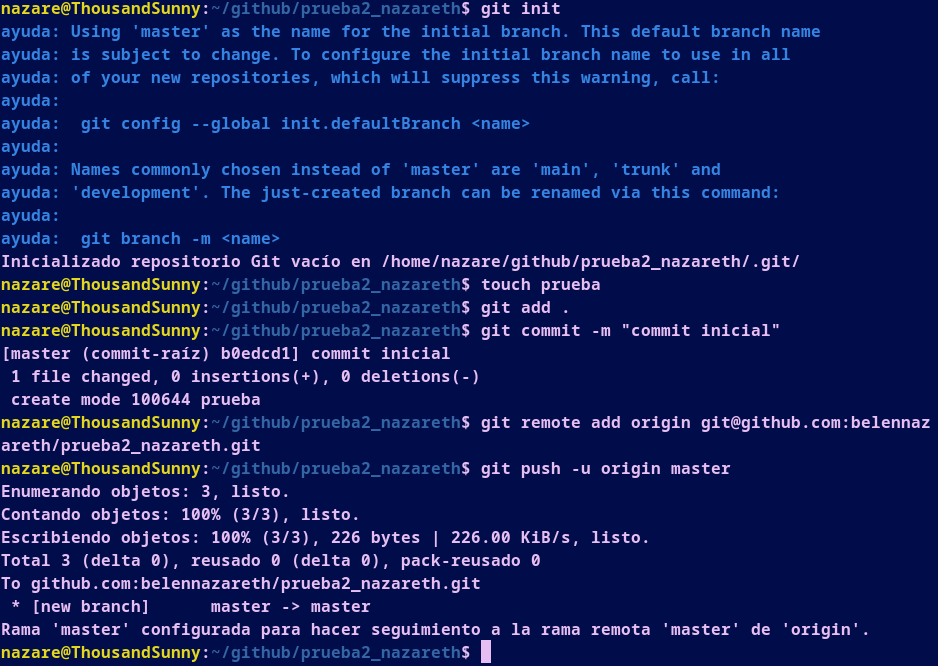 nazare@ThousandSunny:~/github/prueba2_nazareth$ git init
ayuda: Using 'master' as the name for the initial branch. This default branch name
ayuda: is subject to change. To configure the initial branch name to use in all
ayuda: of your new repositories, which will suppress this warning, call:
ayuda:
ayuda:  git config --global init.defaultBranch <name>
ayuda:
ayuda: Names commonly chosen instead of 'master' are 'main', 'trunk' and
ayuda: 'development'. The just-created branch can be renamed via this command:
ayuda:
ayuda:  git branch -m <name>
Inicializado repositorio Git vacío en /home/nazare/github/prueba2_nazareth/.git/
nazare@ThousandSunny:~/github/prueba2_nazareth$ touch prueba
nazare@ThousandSunny:~/github/prueba2_nazareth$ git add .
nazare@ThousandSunny:~/github/prueba2_nazareth$ git commit -m "commit inicial"
[master (commit-raíz) b0edcd1] commit inicial
 1 file changed, 0 insertions(+), 0 deletions(-)
 create mode 100644 prueba
nazare@ThousandSunny:~/github/prueba2_nazareth$ git remote add origin git@github.com:belennaz
areth/prueba2_nazareth.git
nazare@ThousandSunny:~/github/prueba2_nazareth$ git push -u origin master
Enumerando objetos: 3, listo.
Contando objetos: 100% (3/3), listo.
Escribiendo objetos: 100% (3/3), 226 bytes | 226.00 KiB/s, listo.
Total 3 (delta 0), reusado 0 (delta 0), pack-reusado 0
To github.com:belennazareth/prueba2_nazareth.git
 * [new branch]      master -> master
Rama 'master' configurada para hacer seguimiento a la rama remota 'master' de 'origin'.
nazare@ThousandSunny:~/github/prueba2_nazareth$